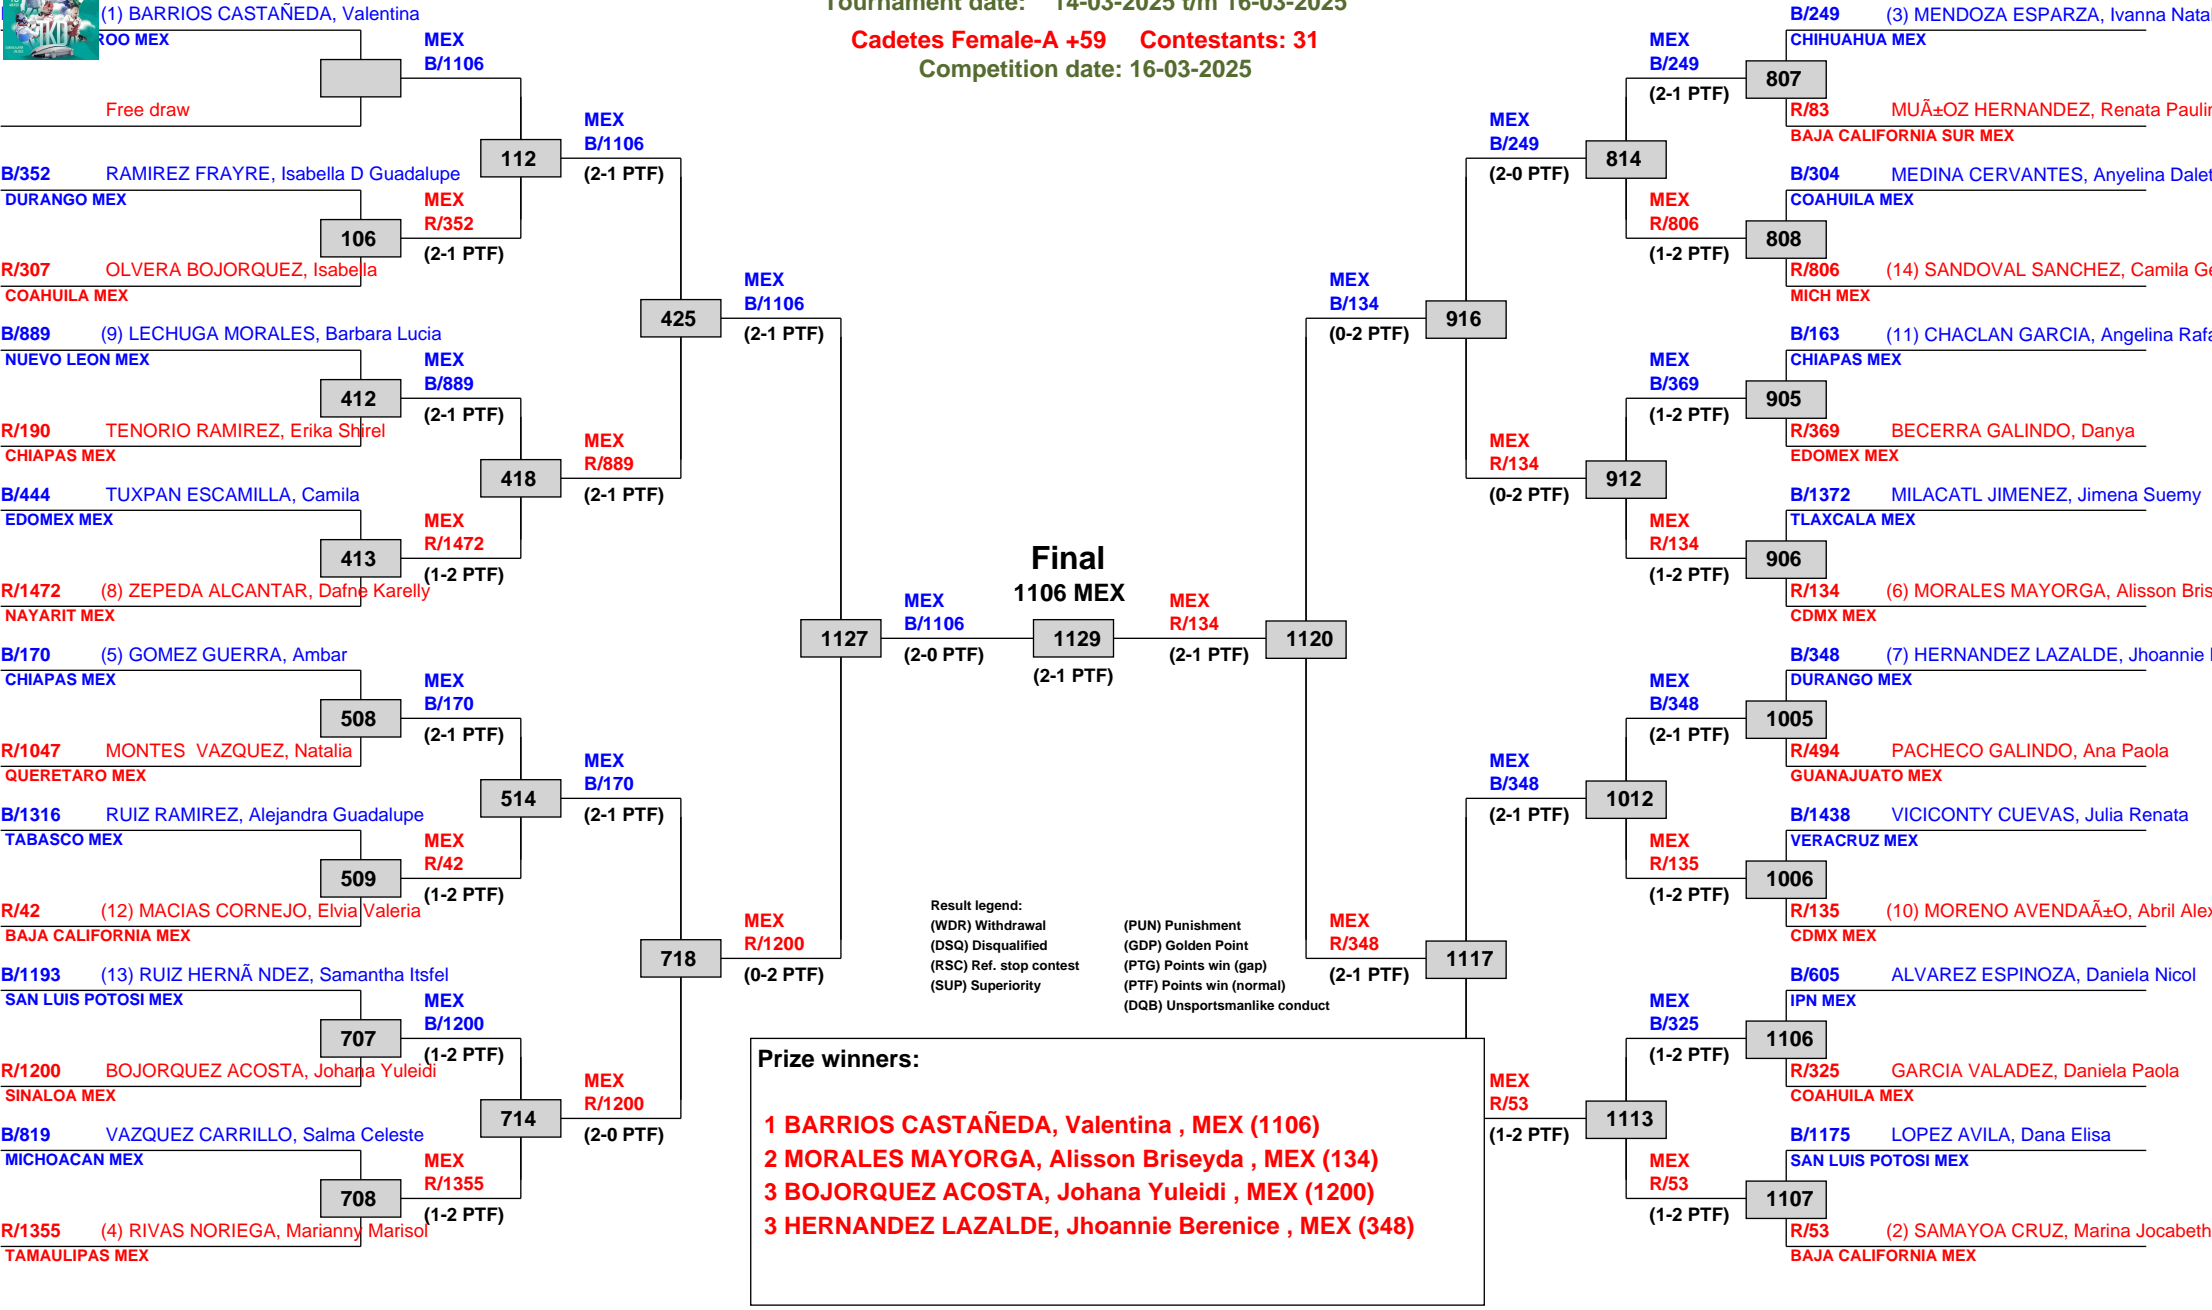 Tournament date: 14-03-2025 t/m 16-03-2025
Cadetes Female-A +59 Contestants: 31
Competition date: 16-03-2025
TKD
(1) BARRIOS CASTAÑEDA, Valentina
ROO MEX
Free draw
B/352 RAMIREZ FRAYRE, Isabella D Guadalupe
DURANGO MEX
106
R/307 OLVERA BOJORQUEZ, Isabella
COAHUILA MEX
B/889 (9) LECHUGA MORALES, Barbara Lucia
NUEVO LEON MEX
412
R/190 TENORIO RAMIREZ, Erika Shirel
CHIAPAS MEX
B/444 TUXPAN ESCAMILLA, Camila
EDOMEX MEX
413
R/1472 (8) ZEPEDA ALCANTAR, Dafne Karelly
NAYARIT MEX
B/170 (5) GOMEZ GUERRA, Ambar
CHIAPAS MEX
508
R/1047 MONTES VAZQUEZ, Natalia
QUERETARO MEX
B/1316 RUIZ RAMIREZ, Alejandra Guadalupe
TABASCO MEX
509
R/42 (12) MACIAS CORNEJO, Elvia Valeria
BAJA CALIFORNIA MEX
B/1193 (13) RUIZ HERNÃ NDEZ, Samantha Itsfel
SAN LUIS POTOSI MEX
707
R/1200 BOJORQUEZ ACOSTA, Johana Yuleidi
SINALOA MEX
B/819 VAZQUEZ CARRILLO, Salma Celeste
MICHOACAN MEX
708
R/1355 (4) RIVAS NORIEGA, Marianny Marisol
TAMAULIPAS MEX
MEX
B/1106
112
MEX
R/352
(2-1 PTF)
MEX
B/889
(2-1 PTF)
418
MEX
R/1472
(1-2 PTF)
MEX
B/170
(2-1 PTF)
514
MEX
R/42
(1-2 PTF)
MEX
B/1200
(1-2 PTF)
714
MEX
R/1355
(1-2 PTF)
MEX
B/1106
(2-1 PTF)
425
MEX
R/889
(2-1 PTF)
MEX
B/170
(2-1 PTF)
718
MEX
R/1200
(2-0 PTF)
MEX
B/1106
(2-1 PTF)
1127
MEX
R/1200
(0-2 PTF)
MEX
B/1106
(2-0 PTF)
Final
1106 MEX
1129
(2-1 PTF)
MEX
R/134
(2-1 PTF)
1120
MEX
B/134
(0-2 PTF)
916
MEX
R/348
(2-1 PTF)
1117
MEX
B/249
(2-0 PTF)
814
MEX
R/134
(0-2 PTF)
912
MEX
B/348
(2-1 PTF)
1012
MEX
R/53
(1-2 PTF)
1113
MEX
B/249
(2-1 PTF)
MEX
R/806
(1-2 PTF)
MEX
B/369
(1-2 PTF)
MEX
R/134
(1-2 PTF)
MEX
B/348
(2-1 PTF)
MEX
R/135
(1-2 PTF)
MEX
B/325
(1-2 PTF)
MEX
R/53
(1-2 PTF)
B/249 (3) MENDOZA ESPARZA, Ivanna Natal
CHIHUAHUA MEX
807
R/83 MUÃ±OZ HERNANDEZ, Renata Paulin
BAJA CALIFORNIA SUR MEX
B/304 MEDINA CERVANTES, Anyelina Dalet
COAHUILA MEX
808
R/806 (14) SANDOVAL SANCHEZ, Camila Ge
MICH MEX
B/163 (11) CHACLAN GARCIA, Angelina Rafa
CHIAPAS MEX
905
R/369 BECERRA GALINDO, Danya
EDOMEX MEX
B/1372 MILACATL JIMENEZ, Jimena Suemy
TLAXCALA MEX
906
R/134 (6) MORALES MAYORGA, Alisson Bris
CDMX MEX
B/348 (7) HERNANDEZ LAZALDE, Jhoannie
DURANGO MEX
1005
R/494 PACHECO GALINDO, Ana Paola
GUANAJUATO MEX
B/1438 VICICONTY CUEVAS, Julia Renata
VERACRUZ MEX
1006
R/135 (10) MORENO AVENDAÃ±O, Abril Alex
CDMX MEX
B/605 ALVAREZ ESPINOZA, Daniela Nicol
IPN MEX
1106
R/325 GARCIA VALADEZ, Daniela Paola
COAHUILA MEX
B/1175 LOPEZ AVILA, Dana Elisa
SAN LUIS POTOSI MEX
1107
R/53 (2) SAMAYOA CRUZ, Marina Jocabeth
BAJA CALIFORNIA MEX
Result legend:
(WDR) Withdrawal (PUN) Punishment
(DSQ) Disqualified (GDP) Golden Point
(RSC) Ref. stop contest (PTG) Points win (gap)
(SUP) Superiority (PTF) Points win (normal)
(DQB) Unsportsmanlike conduct
Prize winners:
1 BARRIOS CASTAÑEDA, Valentina , MEX (1106)
2 MORALES MAYORGA, Alisson Briseyda , MEX (134)
3 BOJORQUEZ ACOSTA, Johana Yuleidi , MEX (1200)
3 HERNANDEZ LAZALDE, Jhoannie Berenice , MEX (348)